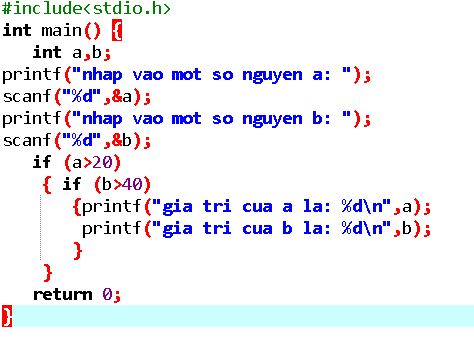 #include<stdio.h>
int main() {
   int a,b;
printf("nhap vao mot so nguyen a: ");
scanf("%d",&a);
printf("nhap vao mot so nguyen b: ");
scanf("%d",&b);
   if (a>20)
    { if (b>40)
       {printf("gia tri cua a la: %d\n",a);
        printf("gia tri cua b la: %d\n",b);
       }
    }
   return 0;
}